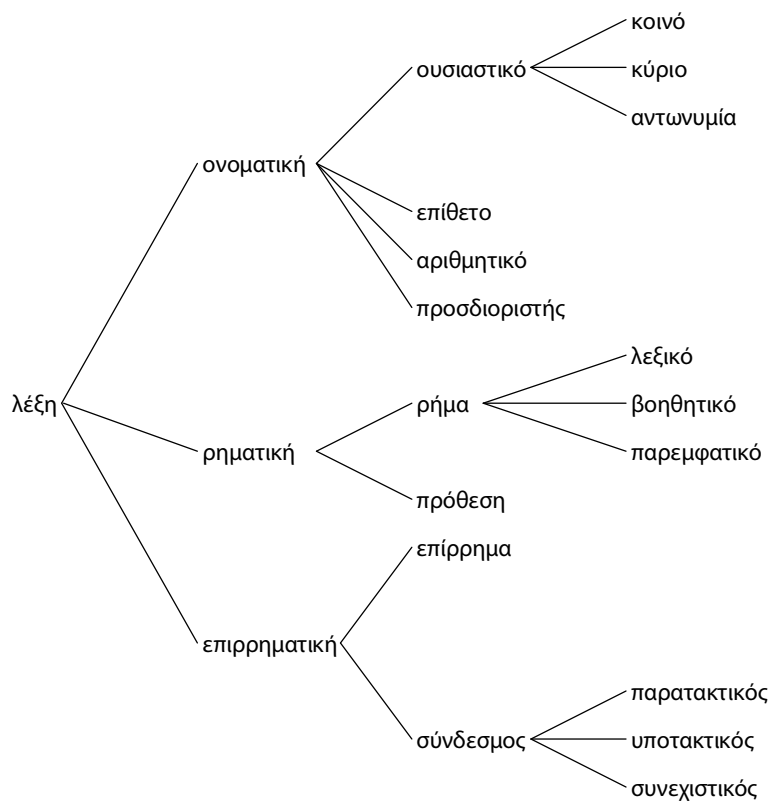 κοινό
ουσιαστικό
κύριο
αντωνυμία
ονοματική
επίθετο
αριθμητικό
προσδιοριστής
λεξικό
λέξη
ρήμα
βοηθητικό
ρηματική
παρεμφατικό
πρόθεση
επίρρημα
επιρρηματική
παρατακτικός
σύνδεσμος
υποτακτικός
συνεχιστικός